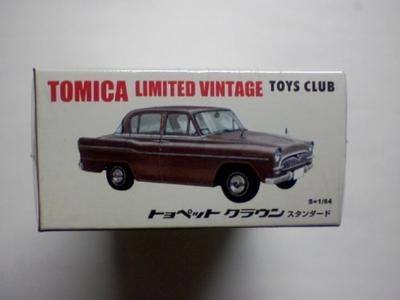 TOMICA LIMITED VINTAGE TOYS CLUB
S=1/64
トヨペット クラウン スタンダード